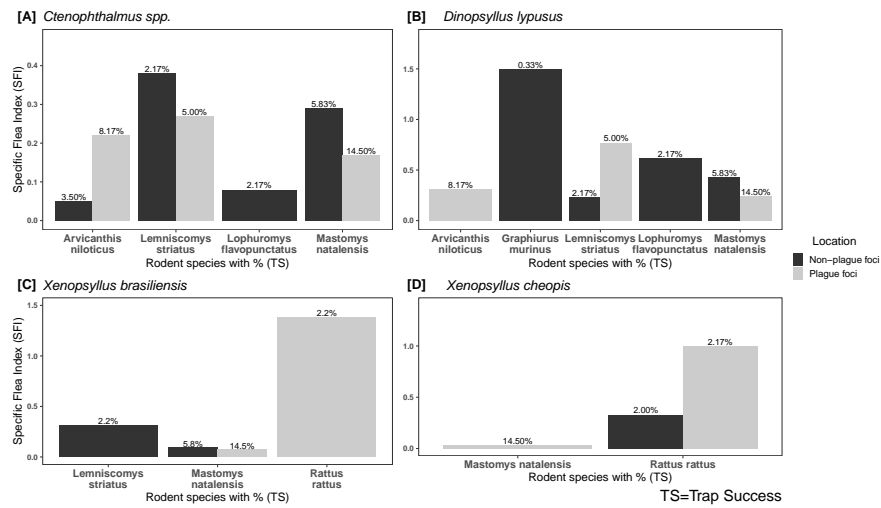 [A] Ctenophthalmus spp.
Specific Flea Index (SFI)
0.4
0.3
0.2
0.1
0.0
3.50%
8.17%
2.17%
5.00%
2.17%
5.83%
14.50%
Arvicanthis niloticus
Lemniscomys striatus
Lophuromys flavopunctatus
Mastomys natalensis
Rodent species with % (TS)
[B] Dinopsyllus lypusus
1.5
1.0
0.5
0.0
8.17%
0.33%
2.17%
5.00%
2.17%
5.83%
14.50%
Arvicanthis niloticus
Graphiurus murinus
Lemniscomys striatus
Lophuromys flavopunctatus
Mastomys natalensis
Rodent species with % (TS)
Location
Non−plague foci
Plague foci
[C] Xenopsyllus brasiliensis
Specific Flea Index (SFI)
1.5
1.0
0.5
0.0
2.2%
5.8%
14.5%
2.2%
Lemniscomys striatus
Mastomys natalensis
Rattus rattus
Rodent species with % (TS)
[D] Xenopsyllus cheopis
1.0
0.5
0.0
14.50%
2.00%
2.17%
Mastomys natalensis
Rattus rattus
Rodent species with % (TS)
TS=Trap Success